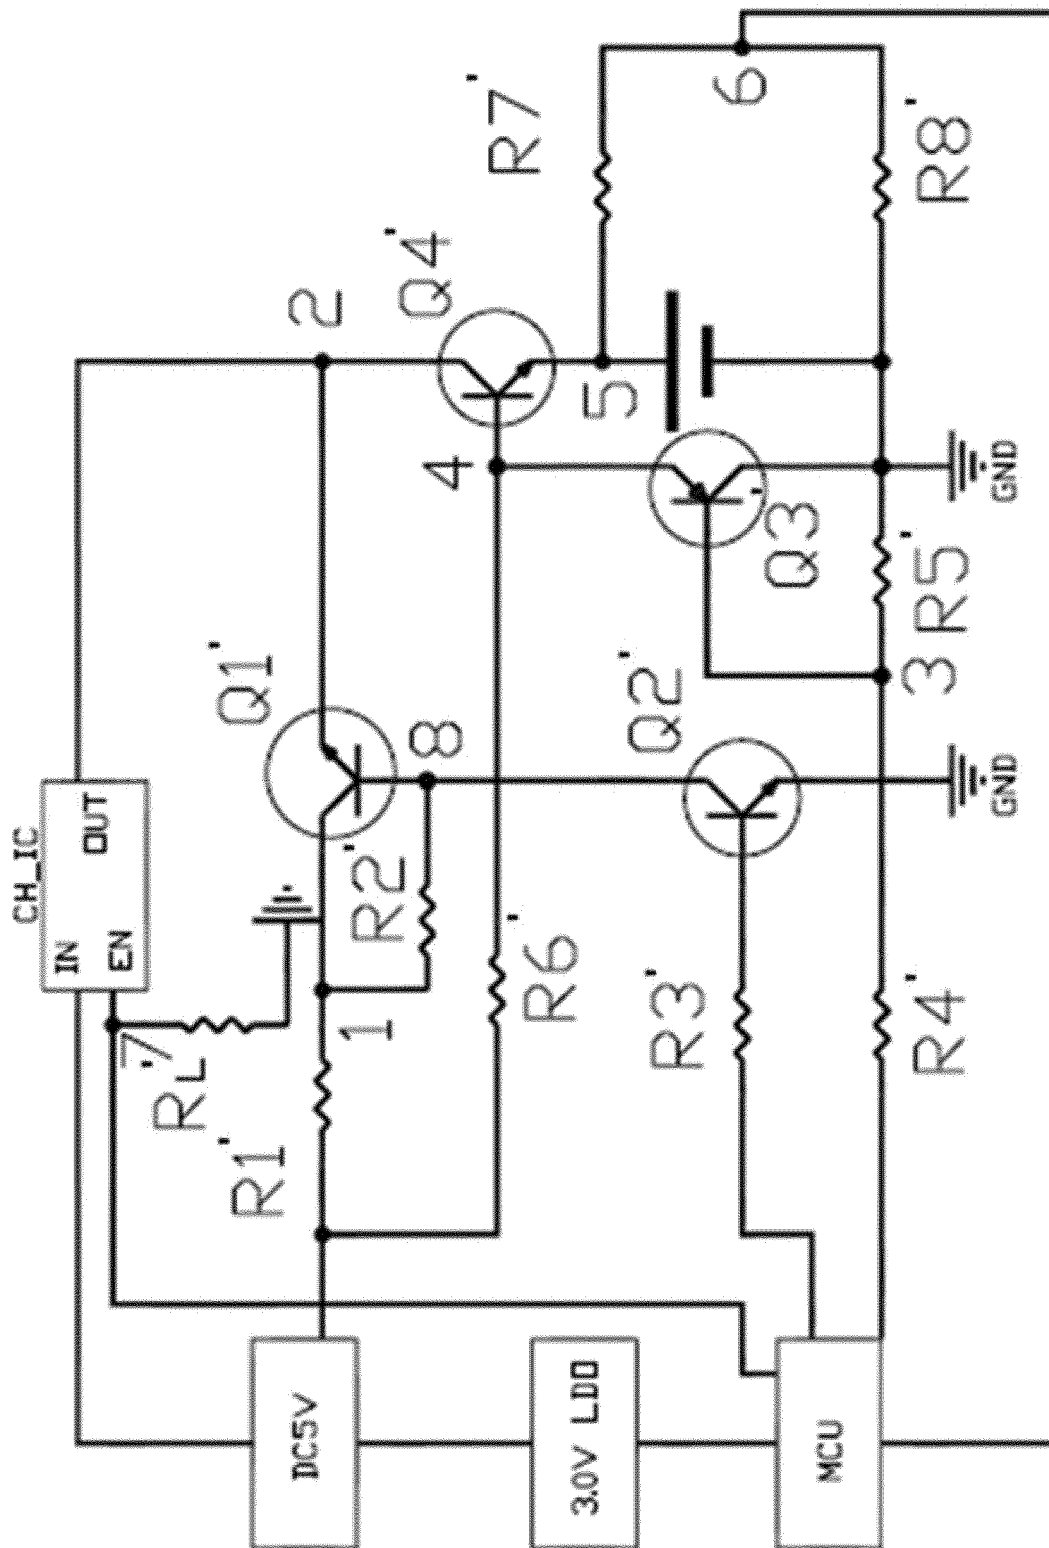 CH_IC
IN
EN
OUT
7
RL'
R1'
1
R2'
Q1'
8
2
Q4'
4
R6'
5
R7'
6
R8'
Q3'
Q2'
R3'
3
R5'
R4'
GND
GND
DC5V
3.0V LDO
MCU